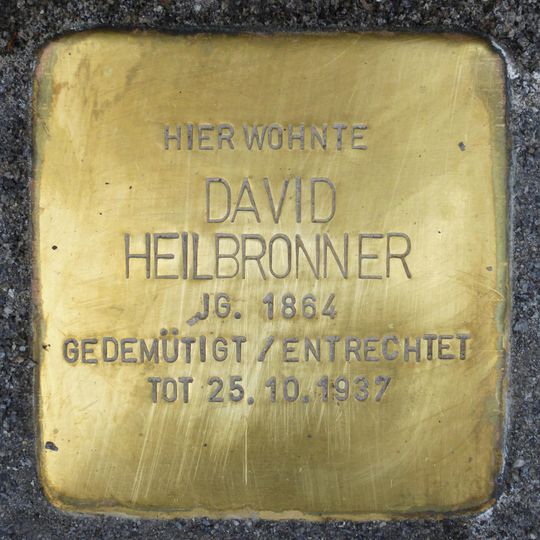 HIER WOHNTE
DAVID
HEILBRONNER
JG. 1864
GEDEMÜTIGT / ENTRECHTET
TOT 25.10.1937